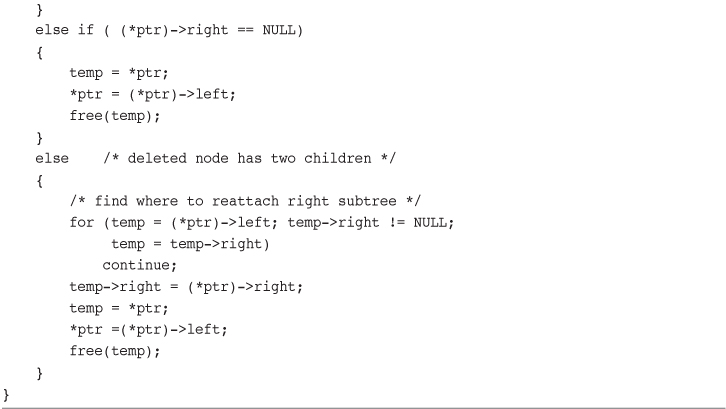 }
    else if ( (*ptr)->right == NULL)
    {
        temp = *ptr;
        *ptr = (*ptr)->left;
        free(temp);
    }
    else    /* deleted node has two children */
    {
        /* find where to reattach right subtree */
        for (temp = (*ptr)->left; temp->right != NULL;
             temp = temp->right)
            continue;
        temp->right = (*ptr)->right;
        temp = *ptr;
        *ptr =(*ptr)->left;
        free(temp);
    }
}